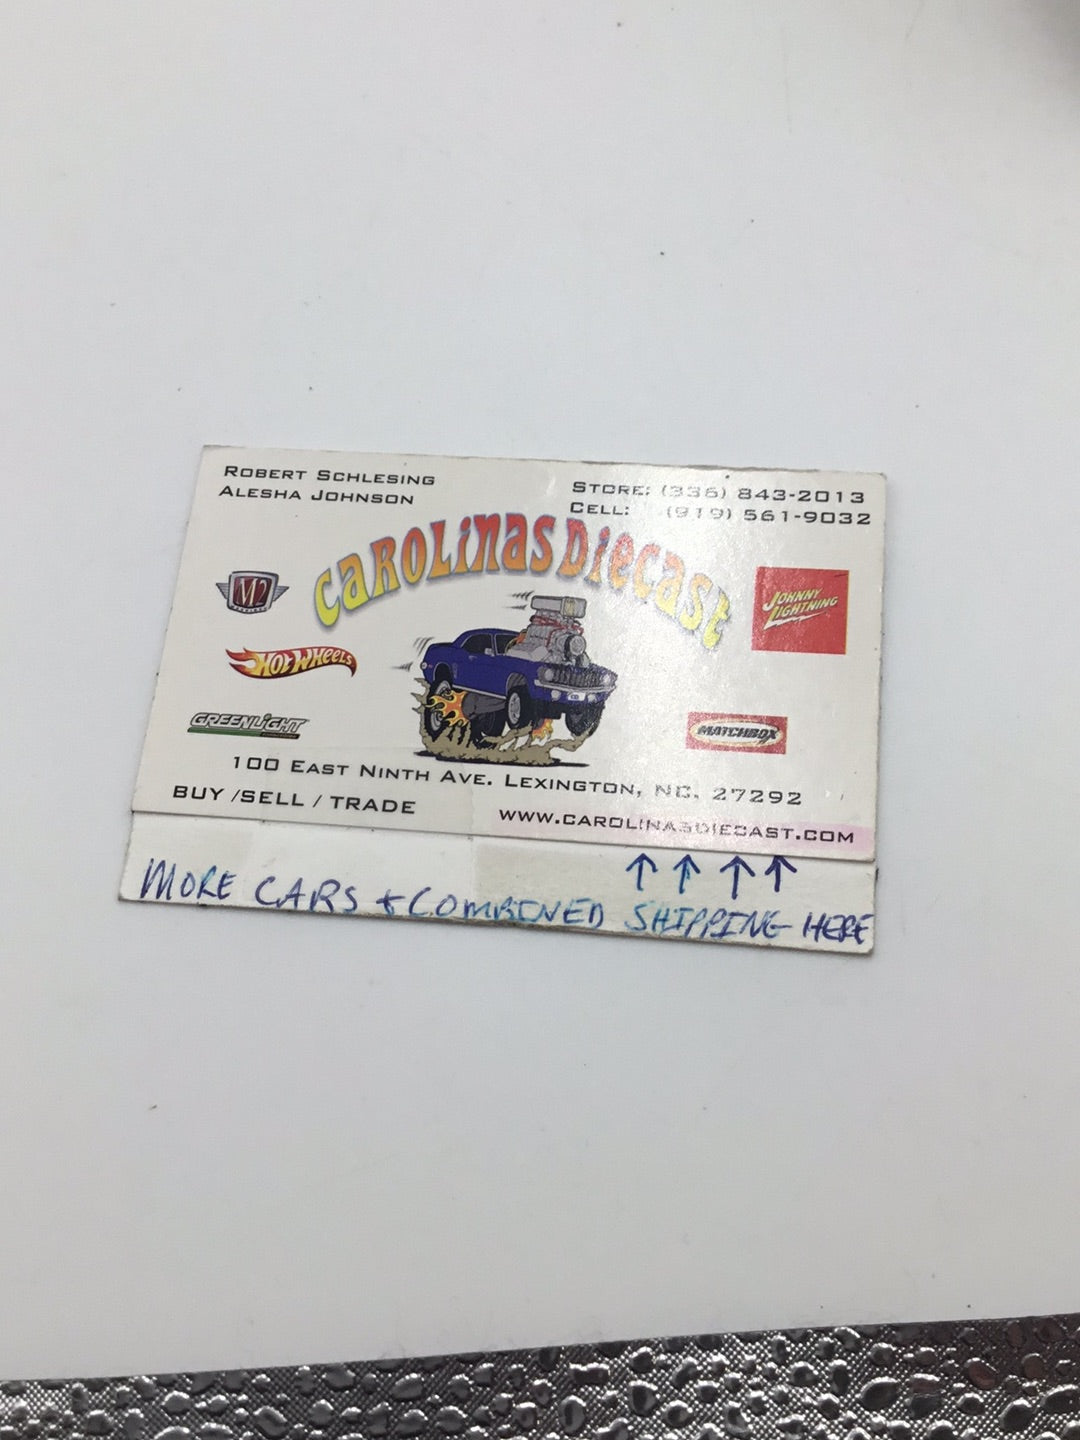 ROBERT SCHLESING
ALESHA JOHNSON
STORE: (336) 843-2013
CELL: (919) 561-9032
CAROLINAS DIECAST
M2
JOHNNY LIGHTNING
HOT WHEELS
GREENLIGHT
MATCHBOX
100 EAST NINTH AVE. LEXINGTON, NC. 27292
BUY /SELL / TRADE
WWW.CAROLINASDIECAST.COM
↑ ↑ ↑ ↑
MORE CARS & COMBINED SHIPPING HERE